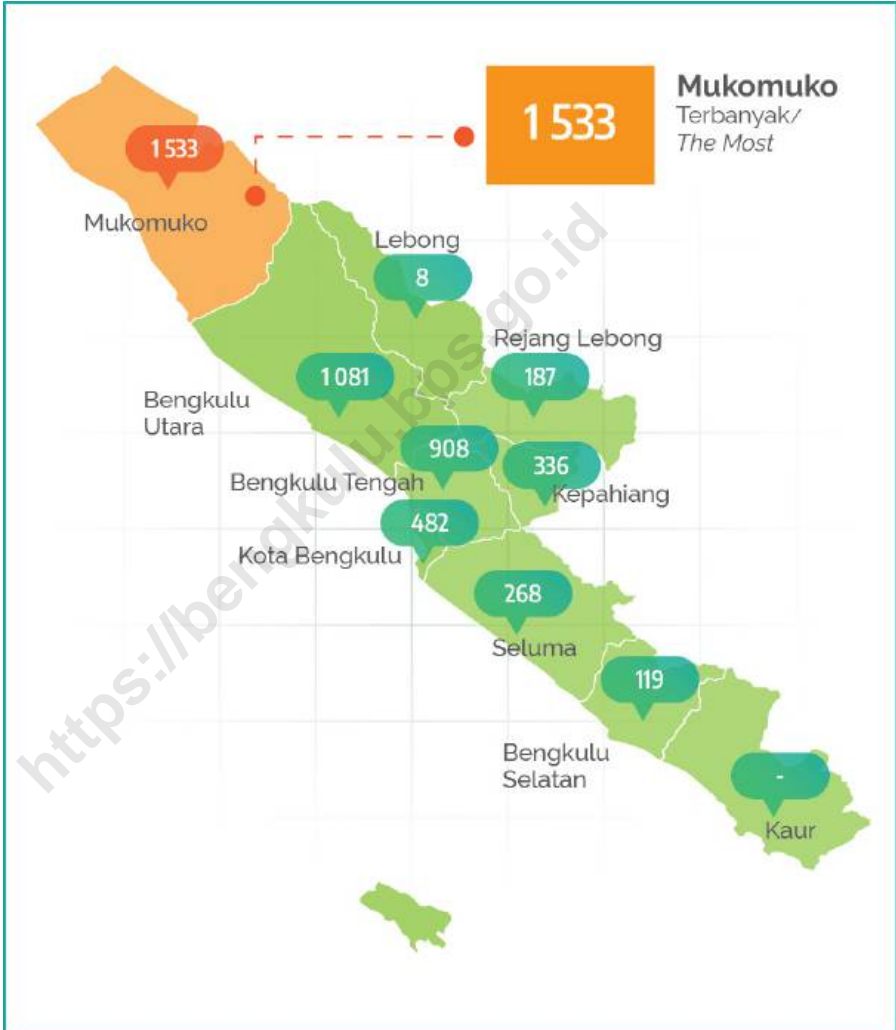 1 533
Mukomuko
Terbanyak/
The Most
1 533
Mukomuko
Lebong
8
Rejang Lebong
187
1 081
Bengkulu
Utara
908
Bengkulu Tengah
336
Kepahiang
482
Kota Bengkulu
268
Seluma
119
Bengkulu
Selatan
-
Kaur
https://bengkulu.bps.go.id